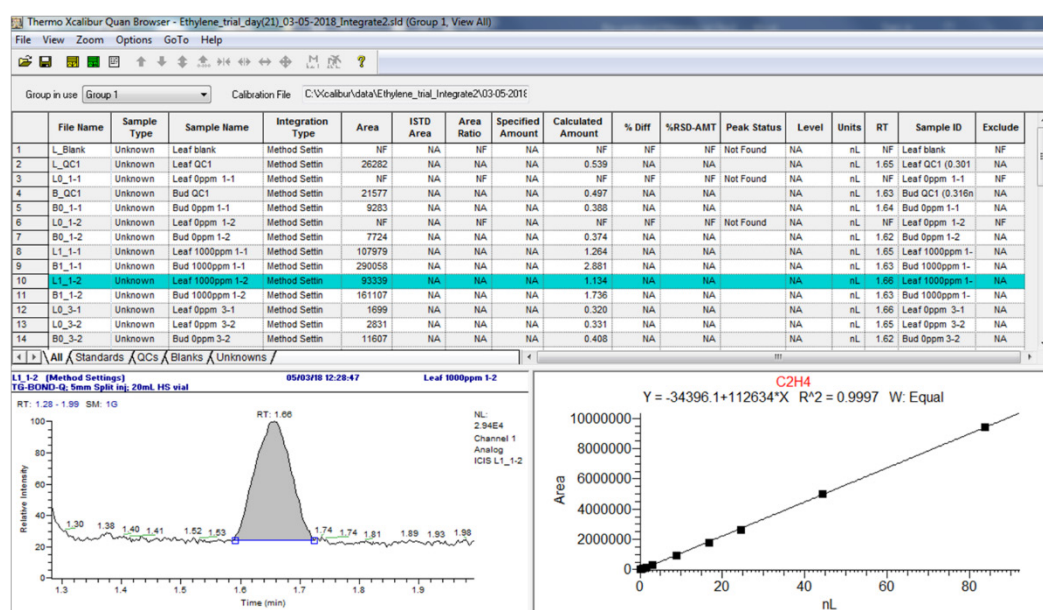 Thermo Xcalibur Quan Browser - Ethylene_trial_day(21)_03-05-2018_Integrate2.sld (Group 1, View All)
File View Zoom Options GoTo Help
Group in use Group 1 Calibration File C:\Xcalibur\data\Ethylene_trial_Integrate2\03-05-2018
File Name Sample Type Sample Name Integration Type Area ISTD Area Area Ratio Specified Amount Calculated Amount % Diff %RSD-AMT Peak Status Level Units RT Sample ID Exclude
1 L_Blank Unknown Leaf blank Method Settin NF NA NF NA NF NF NF Not Found NA nL NF Leaf blank NF
2 L_QC1 Unknown Leaf QC1 Method Settin 26282 NA NA NA 0.539 NA NA NA nL 1.65 Leaf QC1 (0.301 NA
3 L0_1-1 Unknown Leaf 0ppm 1-1 Method Settin NF NA NF NA NF NF NF Not Found NA nL NF Leaf 0ppm 1-1 NF
4 B_QC1 Unknown Bud QC1 Method Settin 21577 NA NA NA 0.497 NA NA NA nL 1.63 Bud QC1 (0.316n NA
5 B0_1-1 Unknown Bud 0ppm 1-1 Method Settin 9283 NA NA NA 0.388 NA NA NA nL 1.64 Bud 0ppm 1-1 NA
6 L0_1-2 Unknown Leaf 0ppm 1-2 Method Settin NF NA NF NA NF NF NF Not Found NA nL NF Leaf 0ppm 1-2 NF
7 B0_1-2 Unknown Bud 0ppm 1-2 Method Settin 7724 NA NA NA 0.374 NA NA NA nL 1.62 Bud 0ppm 1-2 NA
8 L1_1-1 Unknown Leaf 1000ppm 1-1 Method Settin 107979 NA NA NA 1.264 NA NA NA nL 1.65 Leaf 1000ppm 1- NA
9 B1_1-1 Unknown Bud 1000ppm 1-1 Method Settin 290058 NA NA NA 2.881 NA NA NA nL 1.63 Bud 1000ppm 1- NA
10 L1_1-2 Unknown Leaf 1000ppm 1-2 Method Settin 93339 NA NA NA 1.134 NA NA NA nL 1.66 Leaf 1000ppm 1- NA
11 B1_1-2 Unknown Bud 1000ppm 1-2 Method Settin 161107 NA NA NA 1.736 NA NA NA nL 1.63 Bud 1000ppm 1- NA
12 L0_3-1 Unknown Leaf 0ppm 3-1 Method Settin 1699 NA NA NA 0.320 NA NA NA nL 1.66 Leaf 0ppm 3-1 NA
13 L0_3-2 Unknown Leaf 0ppm 3-2 Method Settin 2831 NA NA NA 0.331 NA NA NA nL 1.65 Leaf 0ppm 3-2 NA
14 B0_3-2 Unknown Bud 0ppm 3-2 Method Settin 11607 NA NA NA 0.408 NA NA NA nL 1.62 Bud 0ppm 3-2 NA
All Standards QCs Blanks Unknowns
L1_1-2 (Method Settings) 05/03/18 12:28:47 Leaf 1000ppm 1-2
TG-BOND-Q; 5mm Split inj; 20mL HS vial
RT: 1.28 - 1.99 SM: 1G
RT: 1.66
NL:
2.94E4
Channel 1
Analog
ICIS L1_1-2
100
80
60
40
20
0
Relative Intensity
1.30 1.38 1.40 1.41 1.52 1.53 1.74 1.74 1.81 1.89 1.93 1.98
1.3 1.4 1.5 1.6 1.7 1.8 1.9
Time (min)
C2H4
Y = -34396.1+112634*X R^2 = 0.9997 W: Equal
10000000
8000000
6000000
4000000
2000000
0
Area
0 20 40 60 80
nL